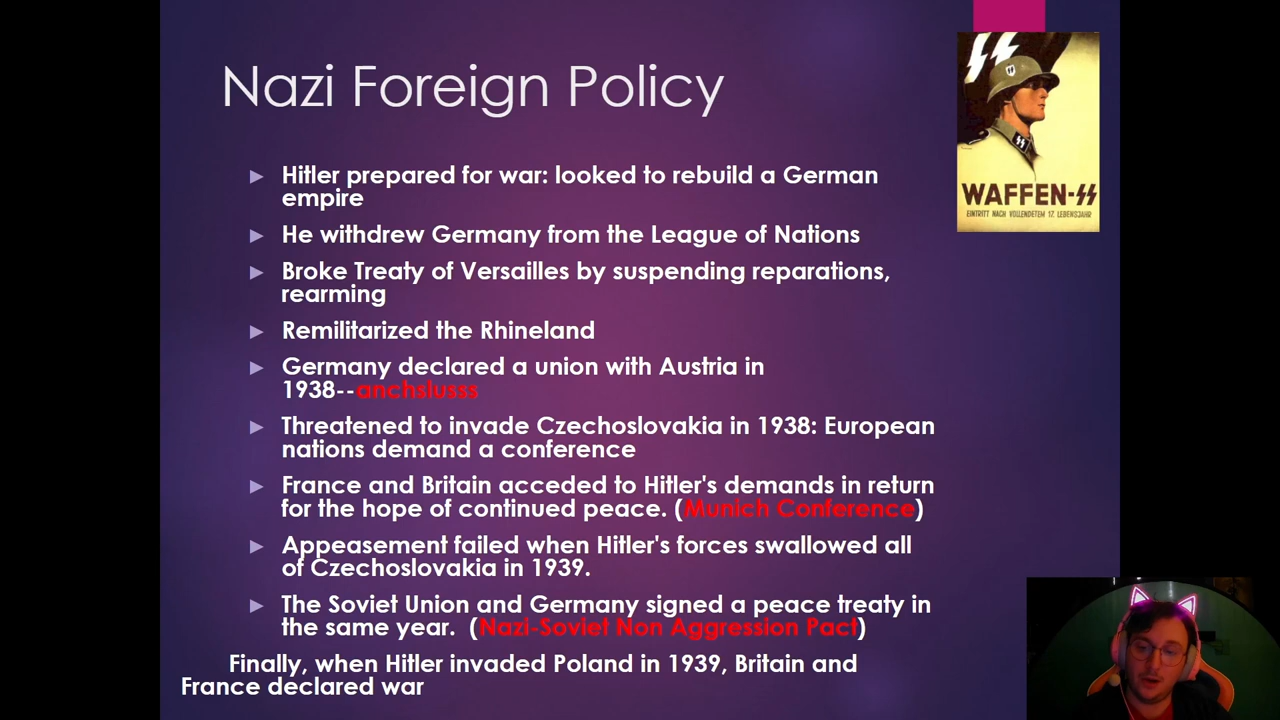 Nazi Foreign Policy
Hitler prepared for war: looked to rebuild a German
empire
He withdrew Germany from the League of Nations
Broke Treaty of Versailles by suspending reparations,
rearming
Remilitarized the Rhineland
Germany declared a union with Austria in
1938--anchslusss
Threatened to invade Czechoslovakia in 1938: European
nations demand a conference
France and Britain acceded to Hitler's demands in return
for the hope of continued peace. (Munich Conference)
Appeasement failed when Hitler's forces swallowed all
of Czechoslovakia in 1939.
The Soviet Union and Germany signed a peace treaty in
the same year. (Nazi-Soviet Non Aggression Pact)
Finally, when Hitler invaded Poland in 1939, Britain and
France declared war
WAFFEN-SS
EINTRITT NACH VOLLENDETEM 17. LEBENSJAHR